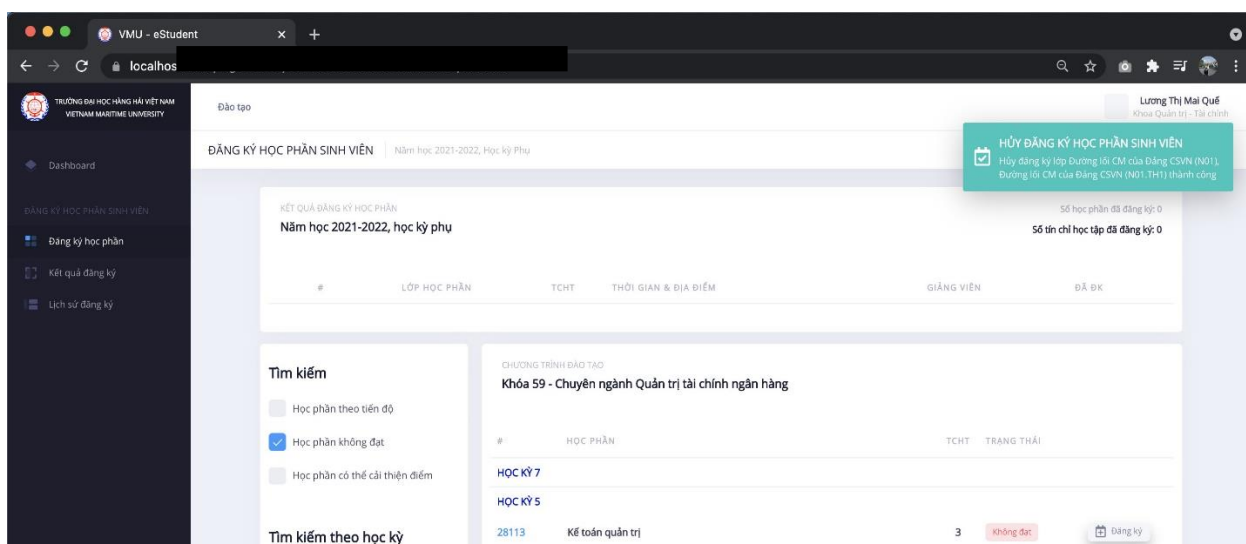 VMU - eStudent
localhos
TRƯỜNG ĐẠI HỌC HÀNG HẢI VIỆT NAM
VIETNAM MARITIME UNIVERSITY
Đào tạo
Lương Thị Mai Quế
Khoa Quản trị - Tài chính
ĐĂNG KÝ HỌC PHẦN SINH VIÊN
Năm học 2021-2022, Học kỳ Phụ
HỦY ĐĂNG KÝ HỌC PHẦN SINH VIÊN
Hủy đăng ký lớp Đường lối CM của Đảng CSVN (N01),
Đường lối CM của Đảng CSVN (N01.TH1) thành công
Dashboard
ĐĂNG KÝ HỌC PHẦN SINH VIÊN
Đăng ký học phần
Kết quả đăng ký
Lịch sử đăng ký
KẾT QUẢ ĐĂNG KÝ HỌC PHẦN
Năm học 2021-2022, học kỳ phụ
Số học phần đã đăng ký: 0
Số tín chỉ học tập đã đăng ký: 0
# LỚP HỌC PHẦN TCHT THỜI GIAN & ĐỊA ĐIỂM GIẢNG VIÊN ĐÃ ĐK
Tìm kiếm
Học phần theo tiến độ
Học phần không đạt
Học phần có thể cải thiện điểm
Tìm kiếm theo học kỳ
CHƯƠNG TRÌNH ĐÀO TẠO
Khóa 59 - Chuyên ngành Quản trị tài chính ngân hàng
# HỌC PHẦN TCHT TRẠNG THÁI
HỌC KỲ 7
HỌC KỲ 5
28113 Kế toán quản trị 3 Không đạt Đăng ký